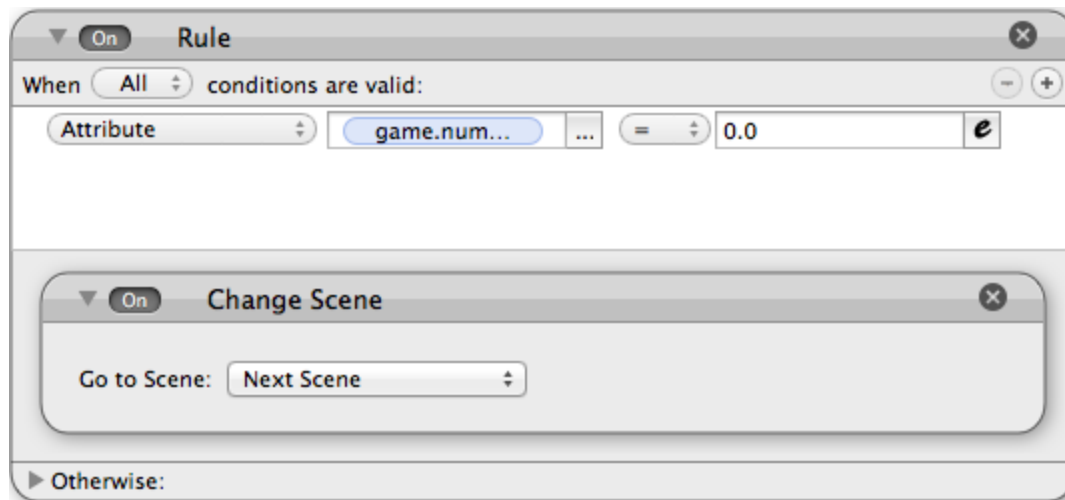 On Rule
When All conditions are valid:
Attribute game.num... ... = 0.0 e
On Change Scene
Go to Scene: Next Scene
Otherwise: